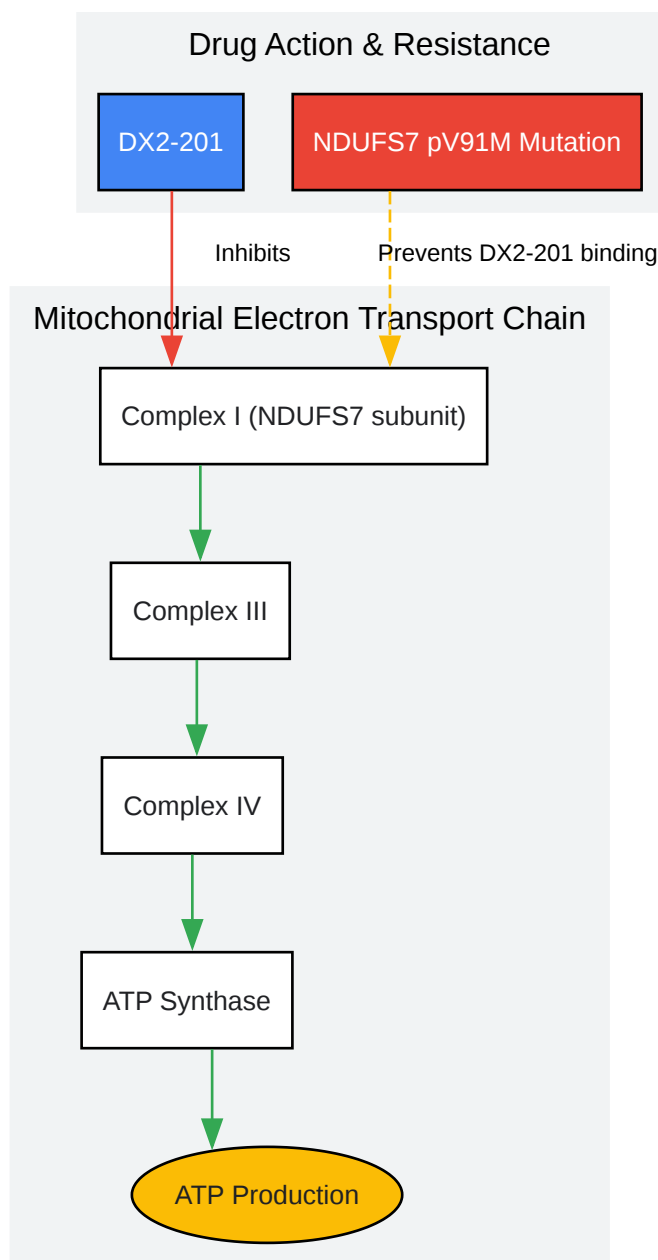 Drug Action & Resistance
DX2-201
NDUFS7 pV91M Mutation
Inhibits
Prevents DX2-201 binding
Mitochondrial Electron Transport Chain
Complex I (NDUFS7 subunit)
Complex III
Complex IV
ATP Synthase
ATP Production